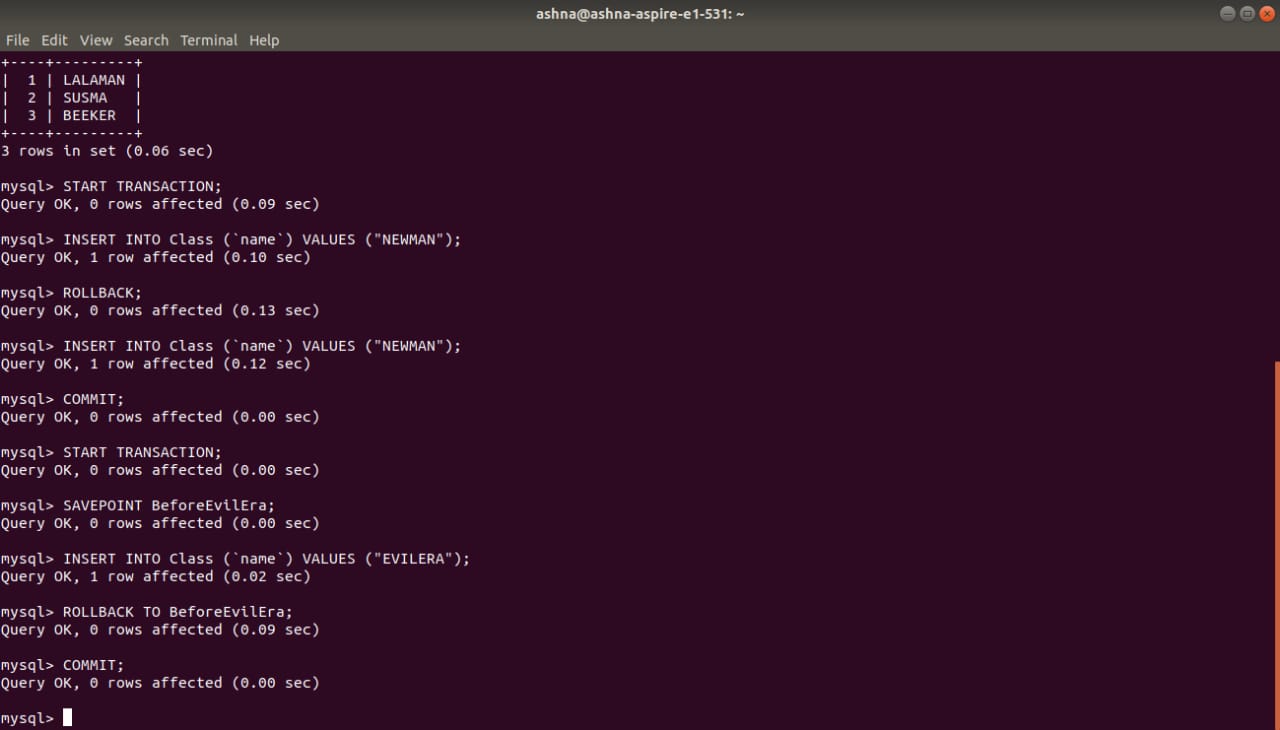 ashna@ashna-aspire-e1-531: ~
File Edit View Search Terminal Help
+----+---------+
|  1 | LALAMAN |
|  2 | SUSMA   |
|  3 | BEEKER  |
+----+---------+
3 rows in set (0.06 sec)
mysql> START TRANSACTION;
Query OK, 0 rows affected (0.09 sec)
mysql> INSERT INTO Class (`name`) VALUES ("NEWMAN");
Query OK, 1 row affected (0.10 sec)
mysql> ROLLBACK;
Query OK, 0 rows affected (0.13 sec)
mysql> INSERT INTO Class (`name`) VALUES ("NEWMAN");
Query OK, 1 row affected (0.12 sec)
mysql> COMMIT;
Query OK, 0 rows affected (0.00 sec)
mysql> START TRANSACTION;
Query OK, 0 rows affected (0.00 sec)
mysql> SAVEPOINT BeforeEvilEra;
Query OK, 0 rows affected (0.00 sec)
mysql> INSERT INTO Class (`name`) VALUES ("EVILERA");
Query OK, 1 row affected (0.02 sec)
mysql> ROLLBACK TO BeforeEvilEra;
Query OK, 0 rows affected (0.09 sec)
mysql> COMMIT;
Query OK, 0 rows affected (0.00 sec)
mysql>